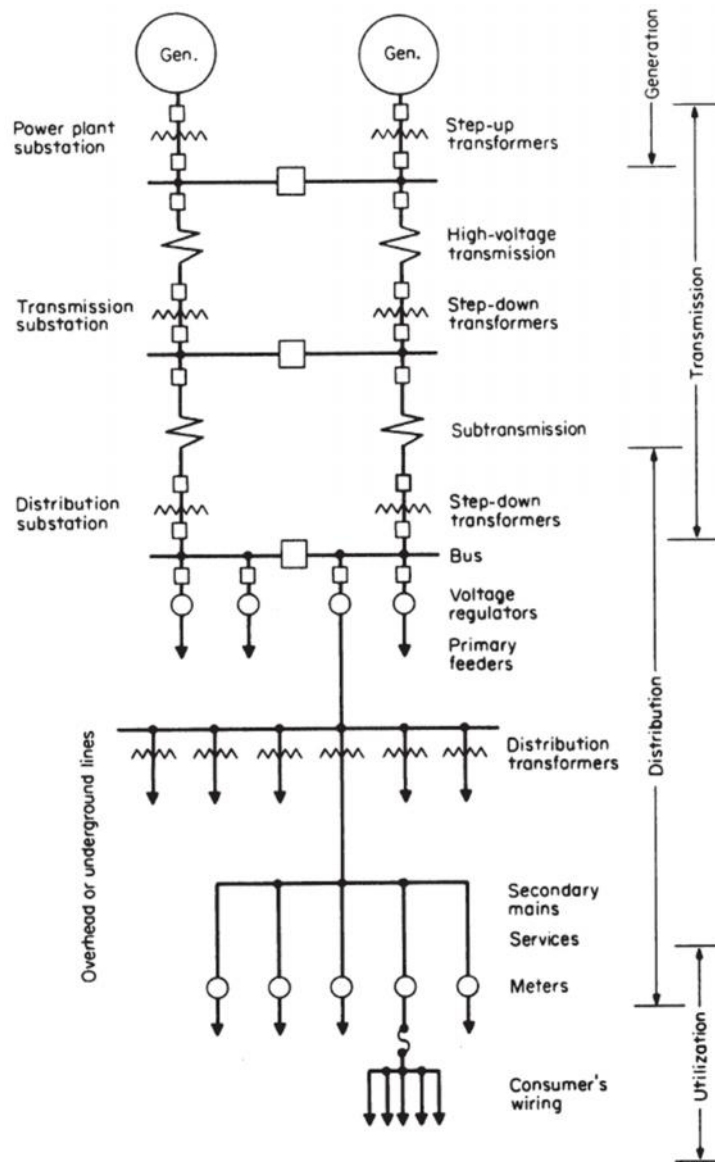 Gen.
Gen.
Generation
Power plant
substation
Step-up
transformers
High-voltage
transmission
Transmission
Transmission
substation
Step-down
transformers
Subtransmission
Distribution
substation
Step-down
transformers
Bus
Voltage
regulators
Primary
feeders
Distribution
Overhead or underground lines
Distribution
transformers
Secondary
mains
Services
Meters
Utilization
Consumer's
wiring